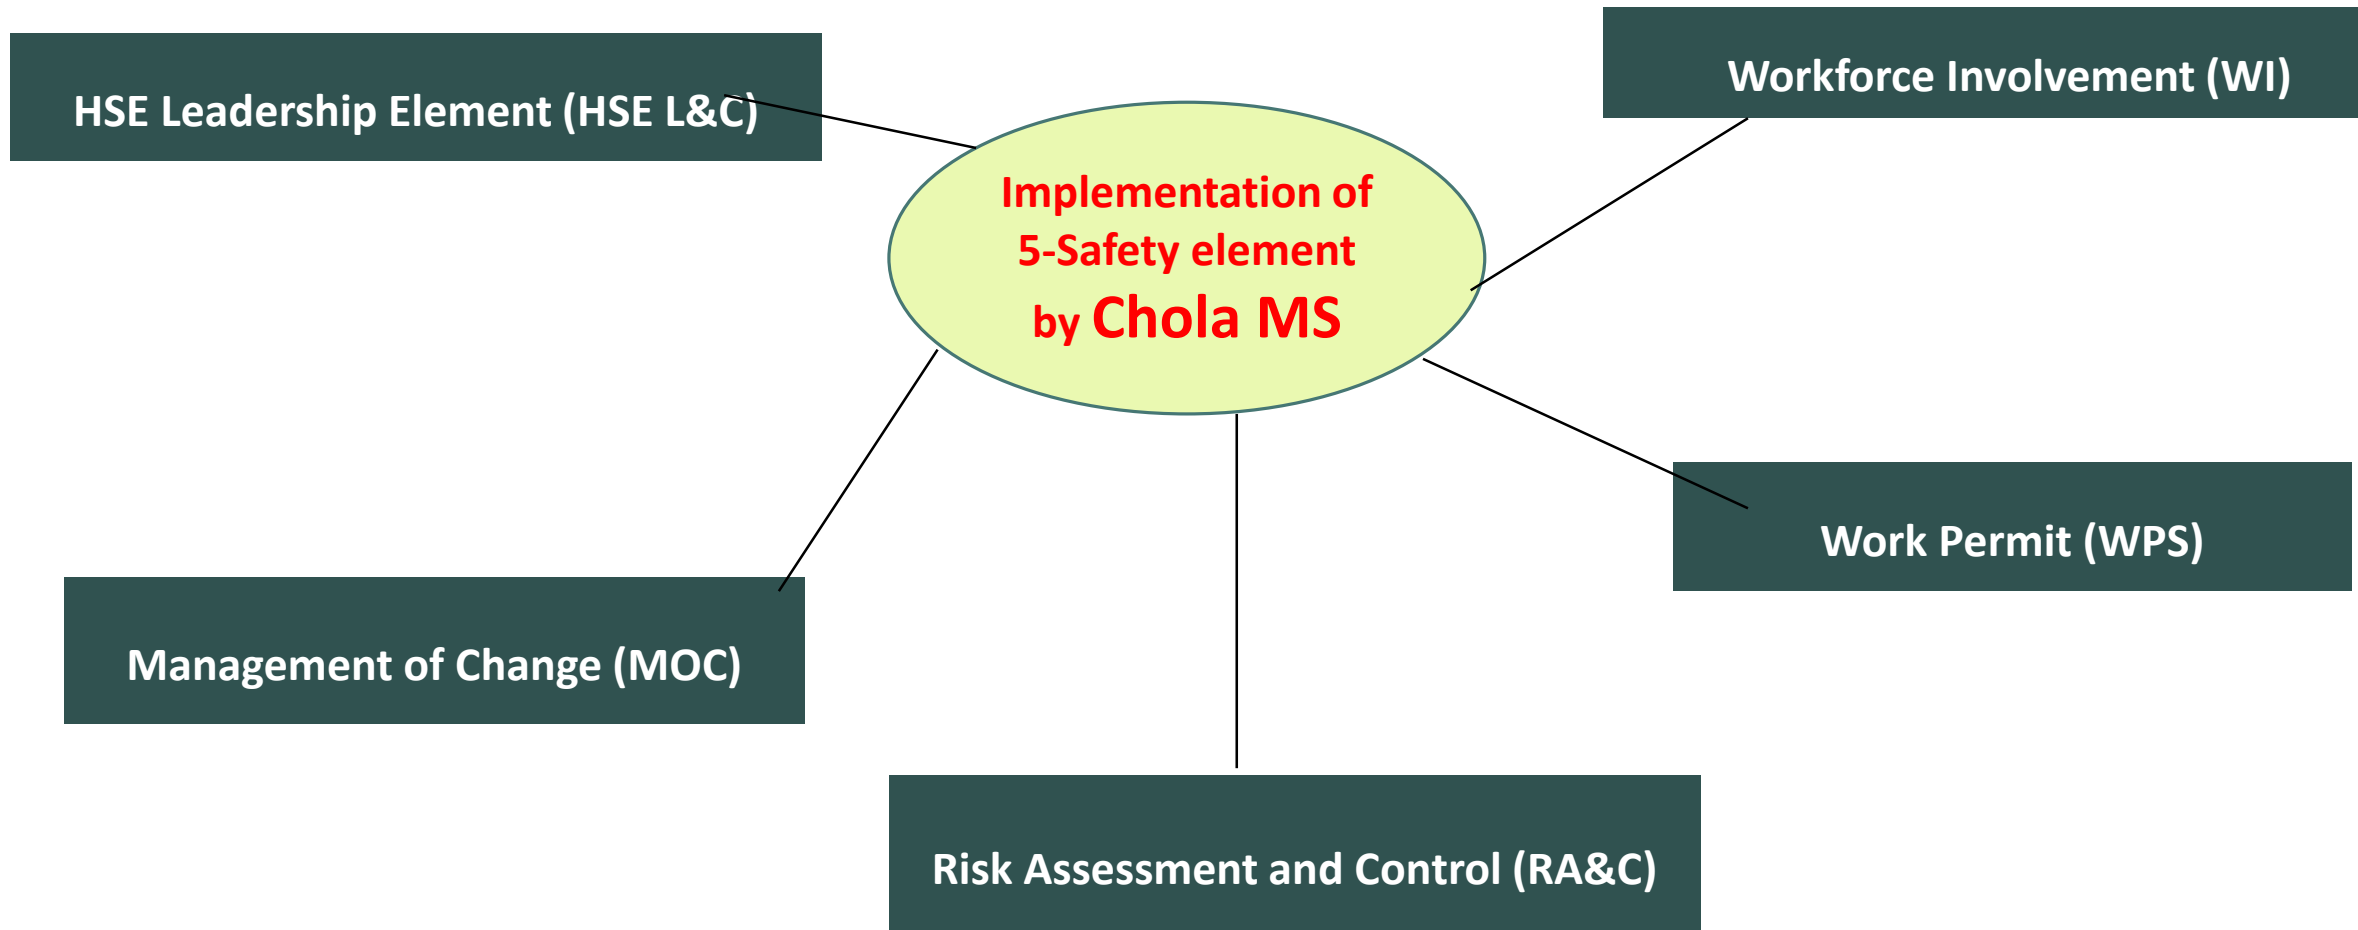 HSE Leadership Element (HSE L&C)
Workforce Involvement (WI)
Implementation of
5-Safety element
by Chola MS
Work Permit (WPS)
Management of Change (MOC)
Risk Assessment and Control (RA&C)